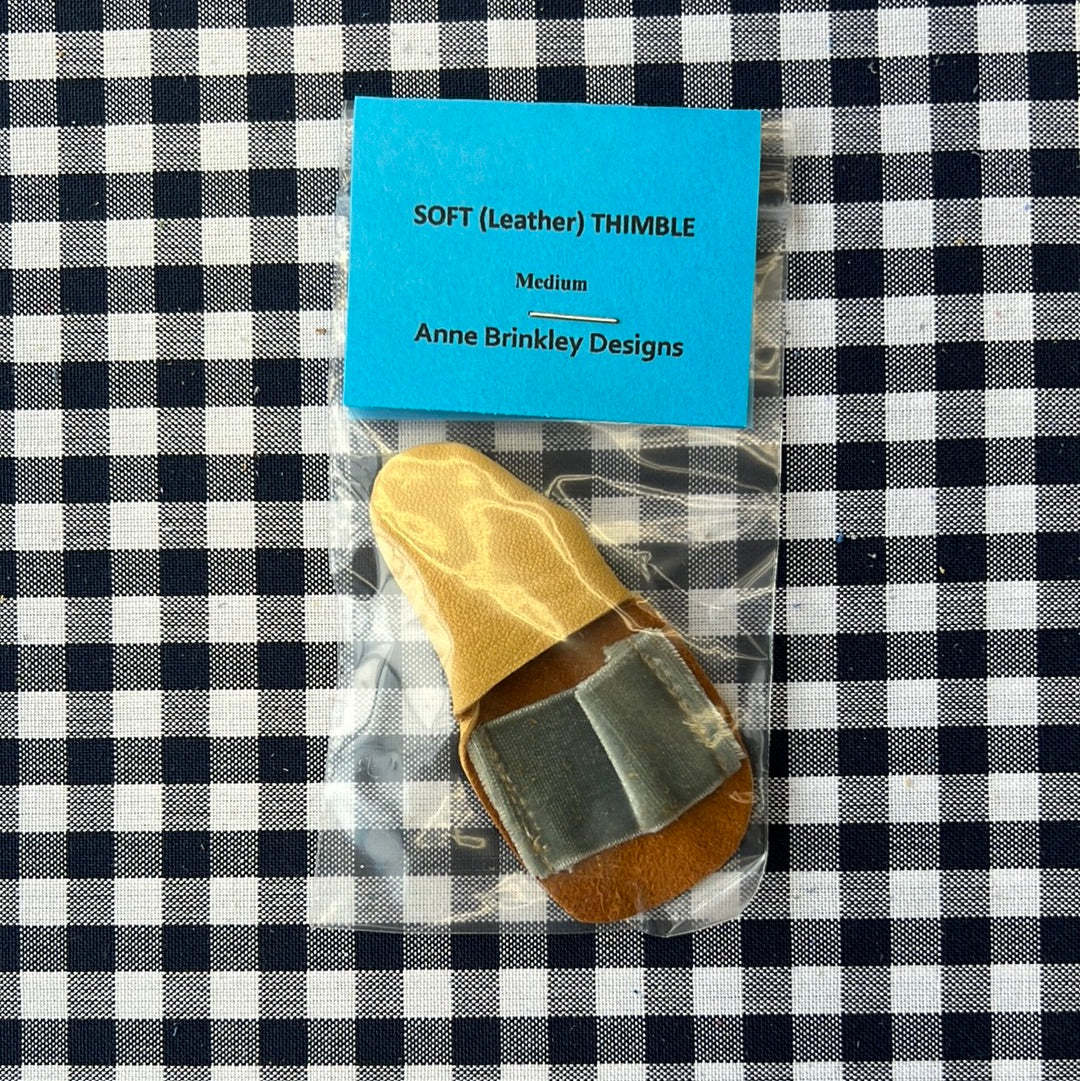 SOFT (Leather) THIMBLE
Medium
Anne Brinkley Designs